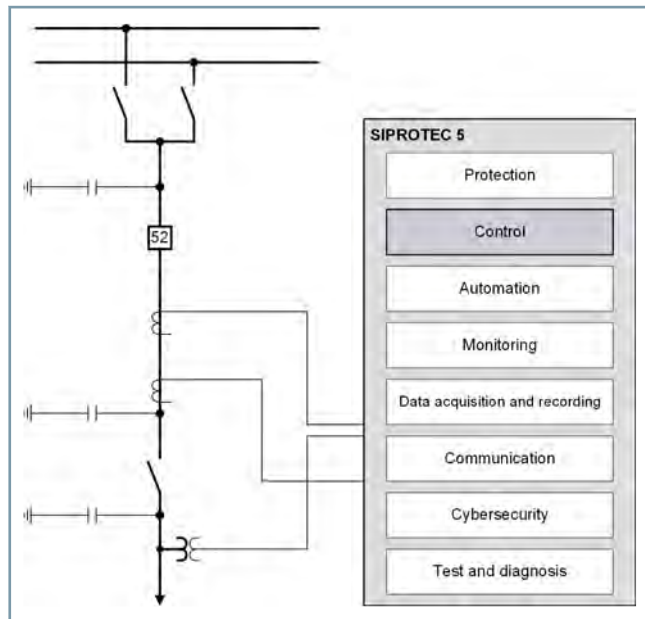 SIPROTEC 5
Protection
52
Control
Automation
Monitoring
Data acquisition and recording
Communication
Cybersecurity
Test and diagnosis